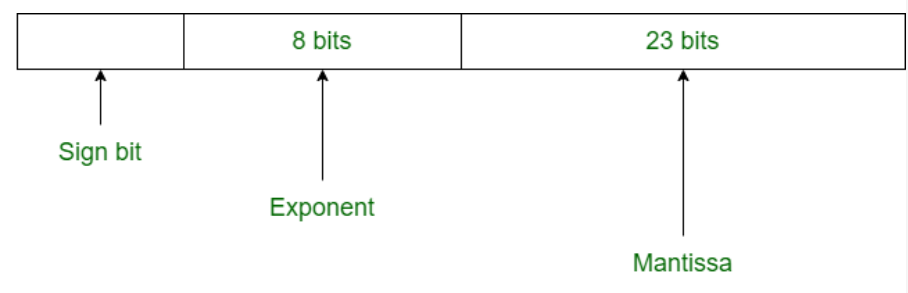 8 bits
23 bits
Sign bit
Exponent
Mantissa